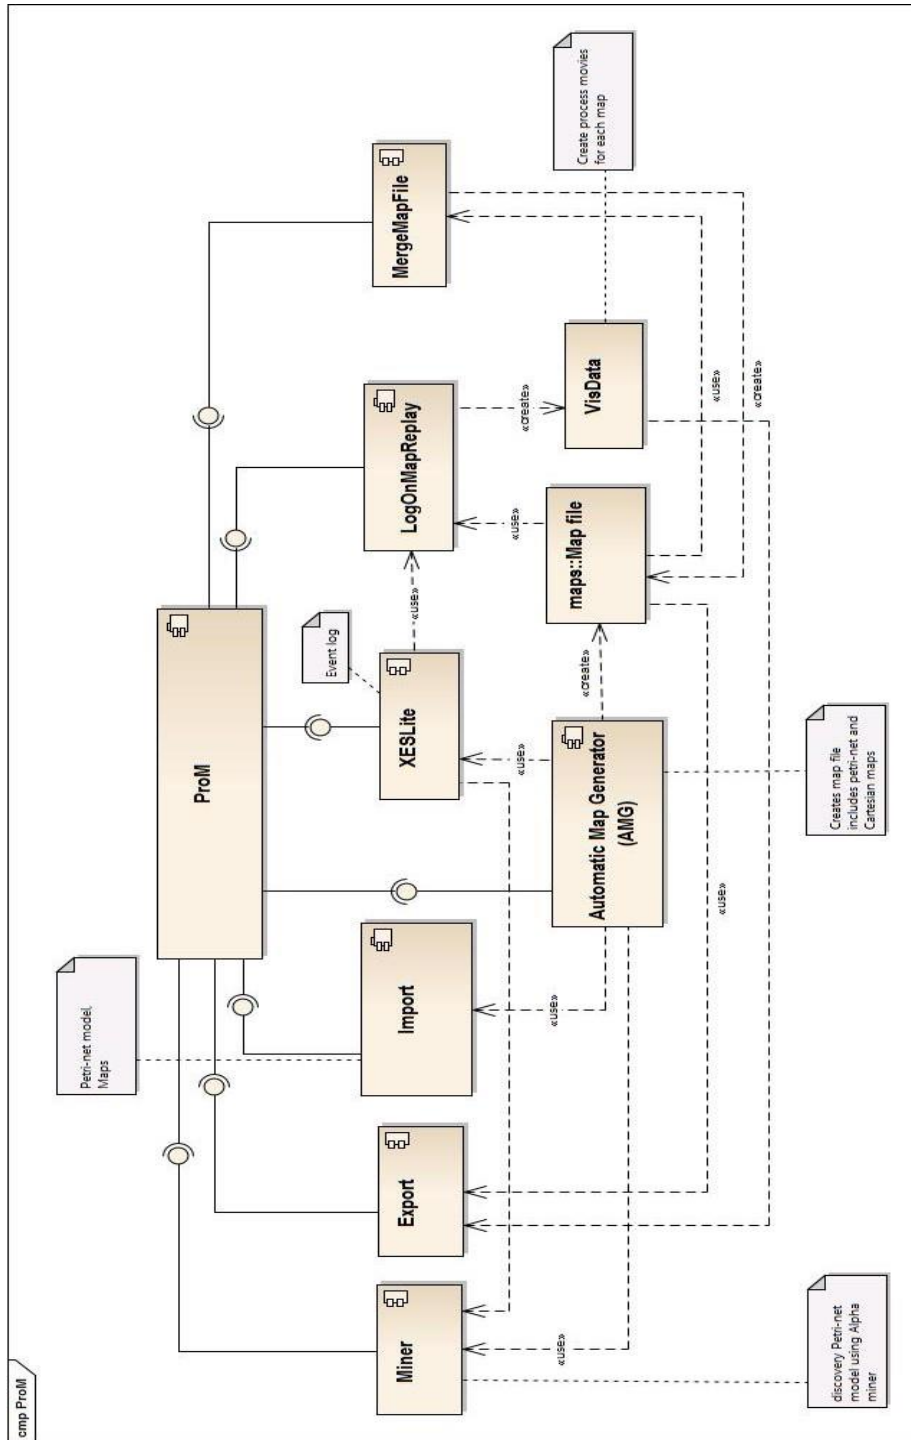 cmp ProM
Petri-net model,
Maps
ProM
Event log
Miner
Export
Import
XESLite
LogOnMapReplay
MergeMapFile
«use»
«use»
«use»
«use»
«create»
«use»
«create»
Automatic Map Generator
(AMG)
maps::Map file
VisData
Create process movies
for each map
«use»
«use»
«create»
discovery Petri-net
model using Alpha
miner
Creates map file
includes petri-net and
Cartesian maps